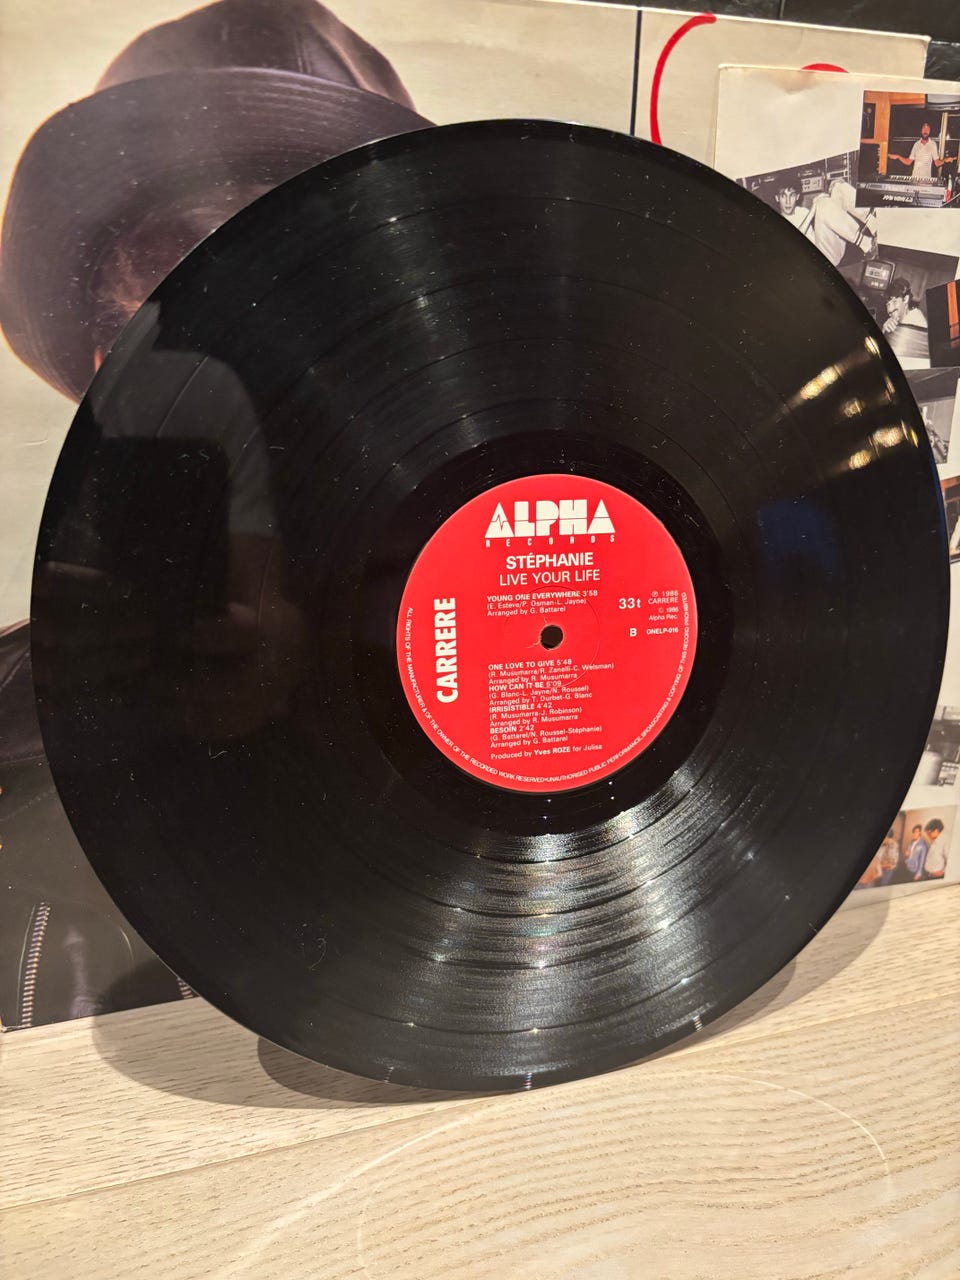 ALPHA
RECORDS
STÉPHANIE
LIVE YOUR LIFE
YOUNG ONE EVERYWHERE 3'58
(E. Estève/P. Osman-L. Jayne)
Arranged by G. Battarel
CARRERE
33t
℗ 1986
CARRERE
© 1986
Alpha Rec.
B ONELP-016
ONE LOVE TO GIVE 5'48
(R. Musumarra/R. Zanelli-C. Welsman)
Arranged by R. Musumarra
HOW CAN IT BE 5'09
(G. Blanc-L. Jayne/N. Roussel)
Arranged by T. Durbet-G. Blanc
IRRISISTIBLE 4'42
(R. Musumarra-J. Robinson)
Arranged by R. Musumarra
BESOIN 2'42
(G. Battarel/N. Roussel-Stéphanie)
Arranged by G. Battarel
Produced by Yves ROZE for Julisa
ALL RIGHTS OF THE MANUFACTURER & OF THE OWNER OF THE RECORDED WORK RESERVED•UNAUTHORISED PUBLIC PERFORMANCE, BROADCASTING & COPYING OF THIS RECORD